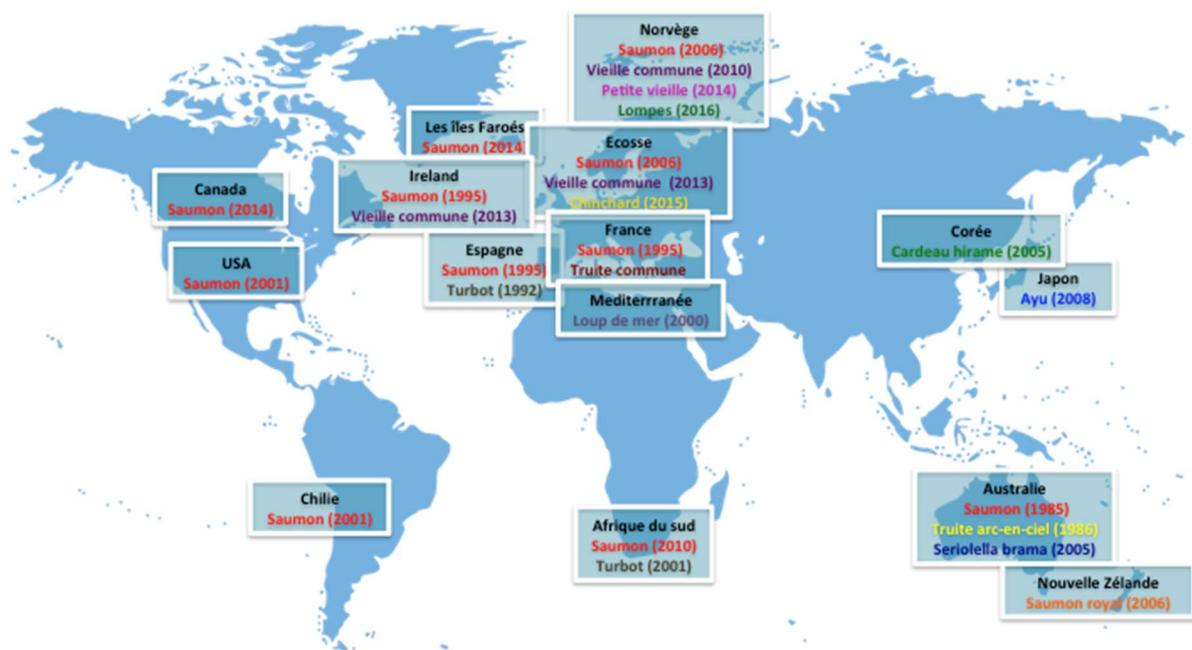 Norvège
Saumon (2006)
Vieille commune (2010)
Petite vieille (2014)
Lompes (2016)
Les îles Faroés
Saumon (2014)
Ecosse
Saumon (2006)
Vieille commune (2013)
Chinchard (2015)
Ireland
Saumon (1995)
Vieille commune (2013)
Canada
Saumon (2014)
USA
Saumon (2001)
Espagne
Saumon (1995)
Turbot (1992)
France
Saumon (1995)
Truite commune
Mediterrranée
Loup de mer (2000)
Corée
Cardeau hirame (2005)
Japon
Ayu (2008)
Chilie
Saumon (2001)
Afrique du sud
Saumon (2010)
Turbot (2001)
Australie
Saumon (1985)
Truite arc-en-ciel (1986)
Seriolella brama (2005)
Nouvelle Zélande
Saumon royal (2006)